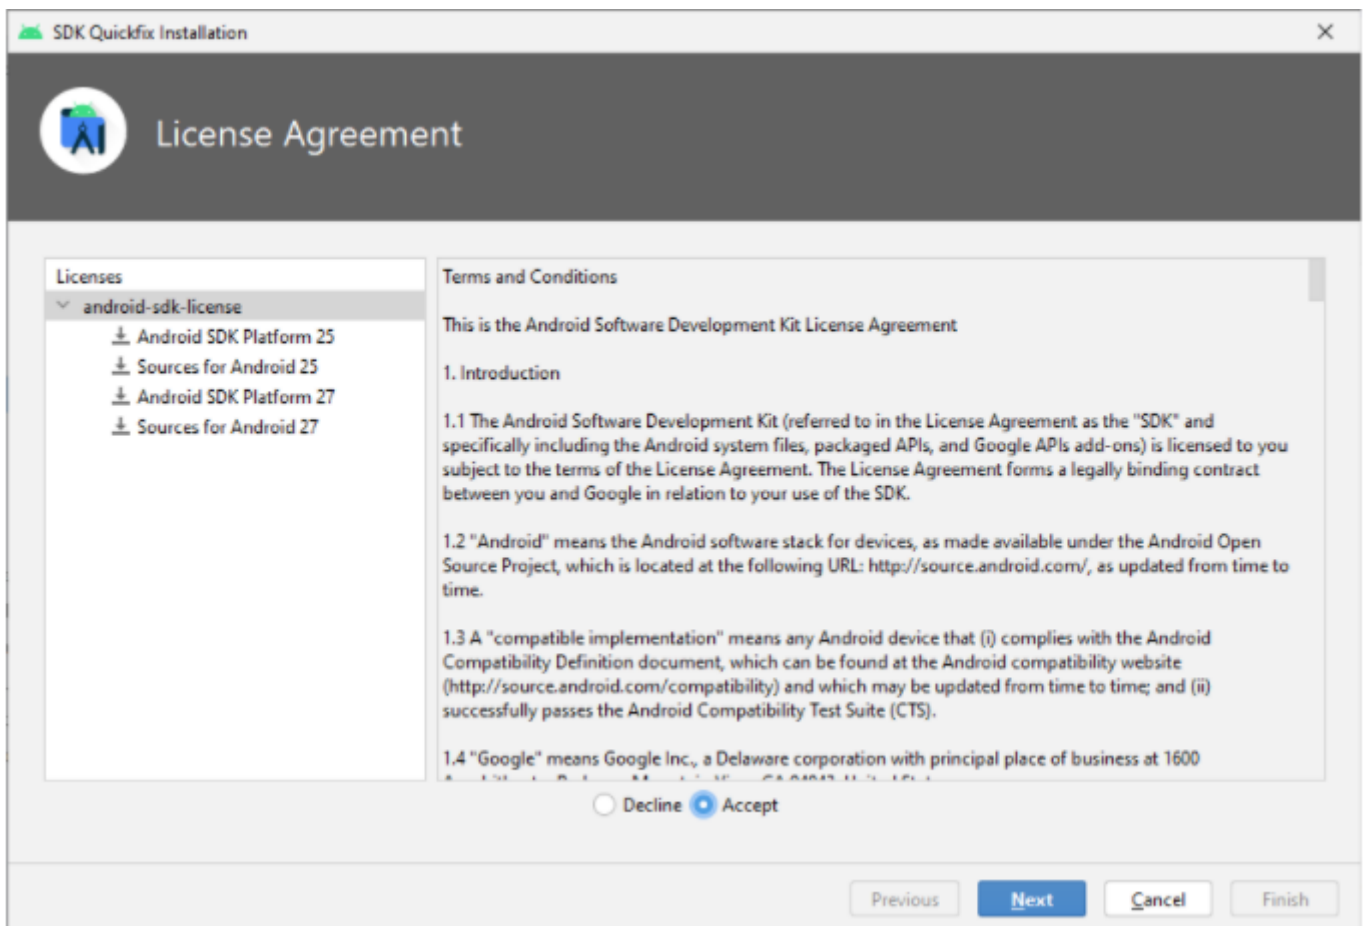 SDK Quickfix Installation
License Agreement
Licenses
android-sdk-license
Android SDK Platform 25
Sources for Android 25
Android SDK Platform 27
Sources for Android 27
Terms and Conditions
This is the Android Software Development Kit License Agreement
1. Introduction
1.1 The Android Software Development Kit (referred to in the License Agreement as the "SDK" and
specifically including the Android system files, packaged APIs, and Google APIs add-ons) is licensed to you
subject to the terms of the License Agreement. The License Agreement forms a legally binding contract
between you and Google in relation to your use of the SDK.
1.2 "Android" means the Android software stack for devices, as made available under the Android Open
Source Project, which is located at the following URL: http://source.android.com/, as updated from time to
time.
1.3 A "compatible implementation" means any Android device that (i) complies with the Android
Compatibility Definition document, which can be found at the Android compatibility website
(http://source.android.com/compatibility) and which may be updated from time to time; and (ii)
successfully passes the Android Compatibility Test Suite (CTS).
1.4 "Google" means Google Inc., a Delaware corporation with principal place of business at 1600
Decline Accept
Previous Next Cancel Finish